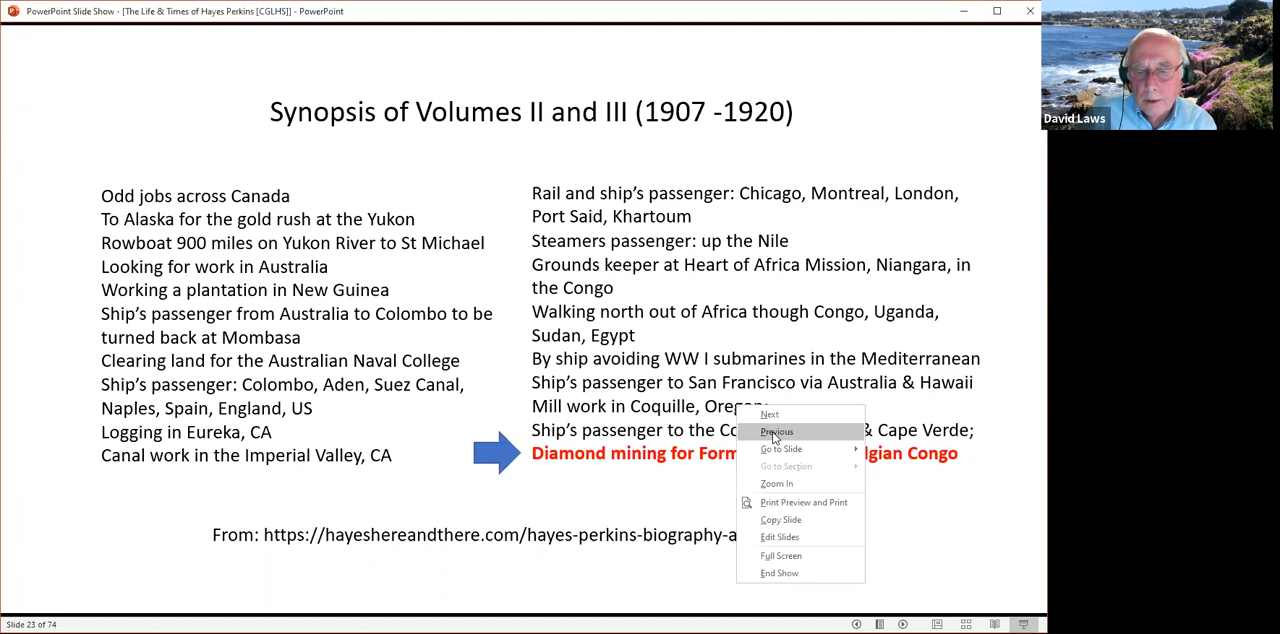 PowerPoint Slide Show - [The Life & Times of Hayes Perkins [CGLHS]] - PowerPoint
David Laws
Synopsis of Volumes II and III (1907 -1920)
Odd jobs across Canada
To Alaska for the gold rush at the Yukon
Rowboat 900 miles on Yukon River to St Michael
Looking for work in Australia
Working a plantation in New Guinea
Ship’s passenger from Australia to Colombo to be
turned back at Mombasa
Clearing land for the Australian Naval College
Ship’s passenger: Colombo, Aden, Suez Canal,
Naples, Spain, England, US
Logging in Eureka, CA
Canal work in the Imperial Valley, CA
Rail and ship’s passenger: Chicago, Montreal, London,
Port Said, Khartoum
Steamers passenger: up the Nile
Grounds keeper at Heart of Africa Mission, Niangara, in
the Congo
Walking north out of Africa though Congo, Uganda,
Sudan, Egypt
By ship avoiding WW I submarines in the Mediterranean
Ship’s passenger to San Francisco via Australia & Hawaii
Mill work in Coquille,
Ship’s passenger to the & Cape Verde;
Diamond mining for Congo
From: https://hayeshereandthere.com/hayes-perkins-biography-a
Next
Previous
Go to Slide
Go to Section
Zoom In
Print Preview and Print
Copy Slide
Edit Slides
Full Screen
End Show
Slide 23 of 74